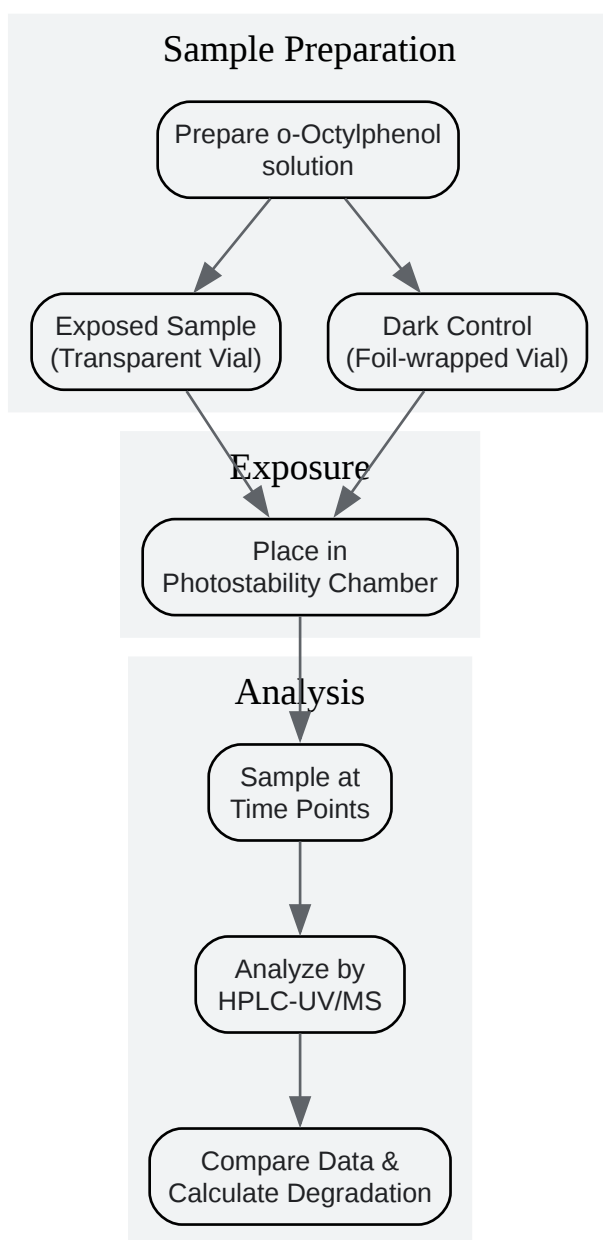 Sample Preparation
Prepare o-Octylphenol
solution
Exposed Sample
(Transparent Vial)
Dark Control
(Foil-wrapped Vial)
Exposure
Place in
Photostability Chamber
Analysis
Sample at
Time Points
Analyze by
HPLC-UV/MS
Compare Data &
Calculate Degradation